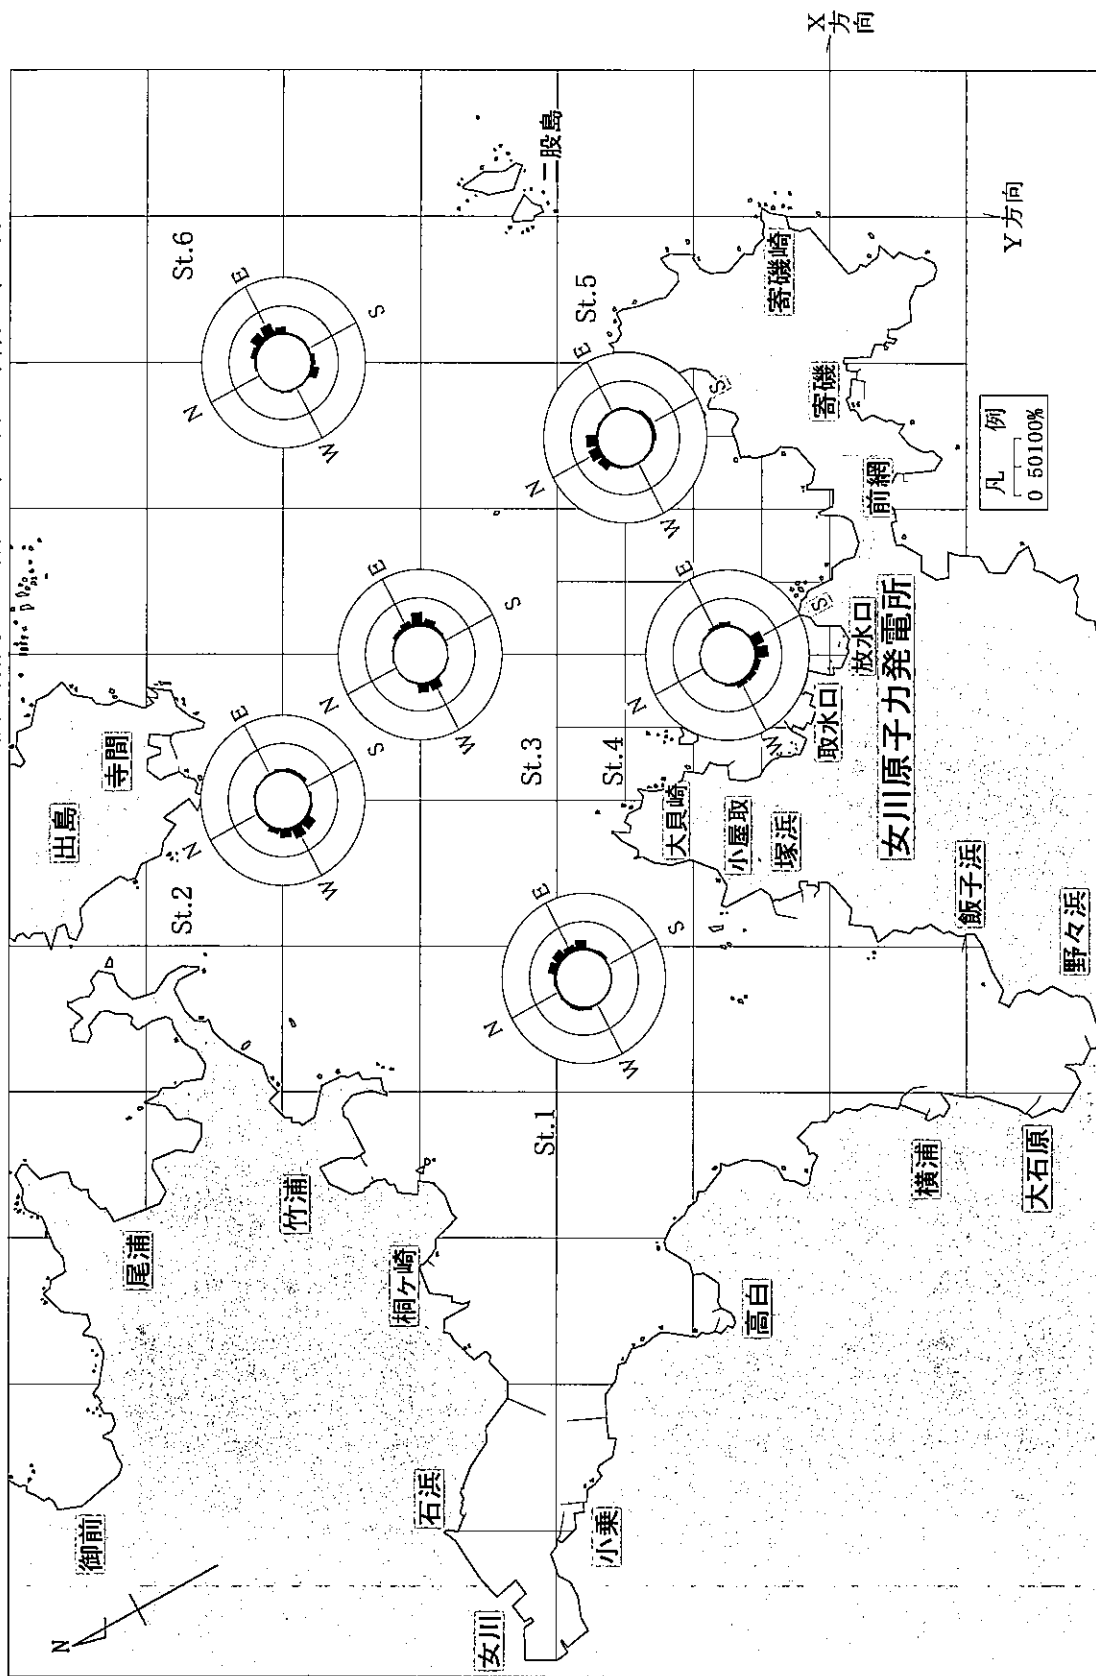 X方向
Y方向
St.6
N
E
S
W
二股島
St.5
N
E
S
W
寄磯崎
寄磯
前網
凡例
0 50100%
N
E
S
W
St.3
St.4
N
E
S
W
放水口
取水口
女川原子力発電所
寺間
出島
St.2
N
E
S
W
大貝崎
小屋取
塚浜
飯子浜
野々浜
St.1
N
E
S
W
尾浦
竹浦
桐ヶ崎
横浦
大石原
高白
御前
石浜
小乗
女川
N